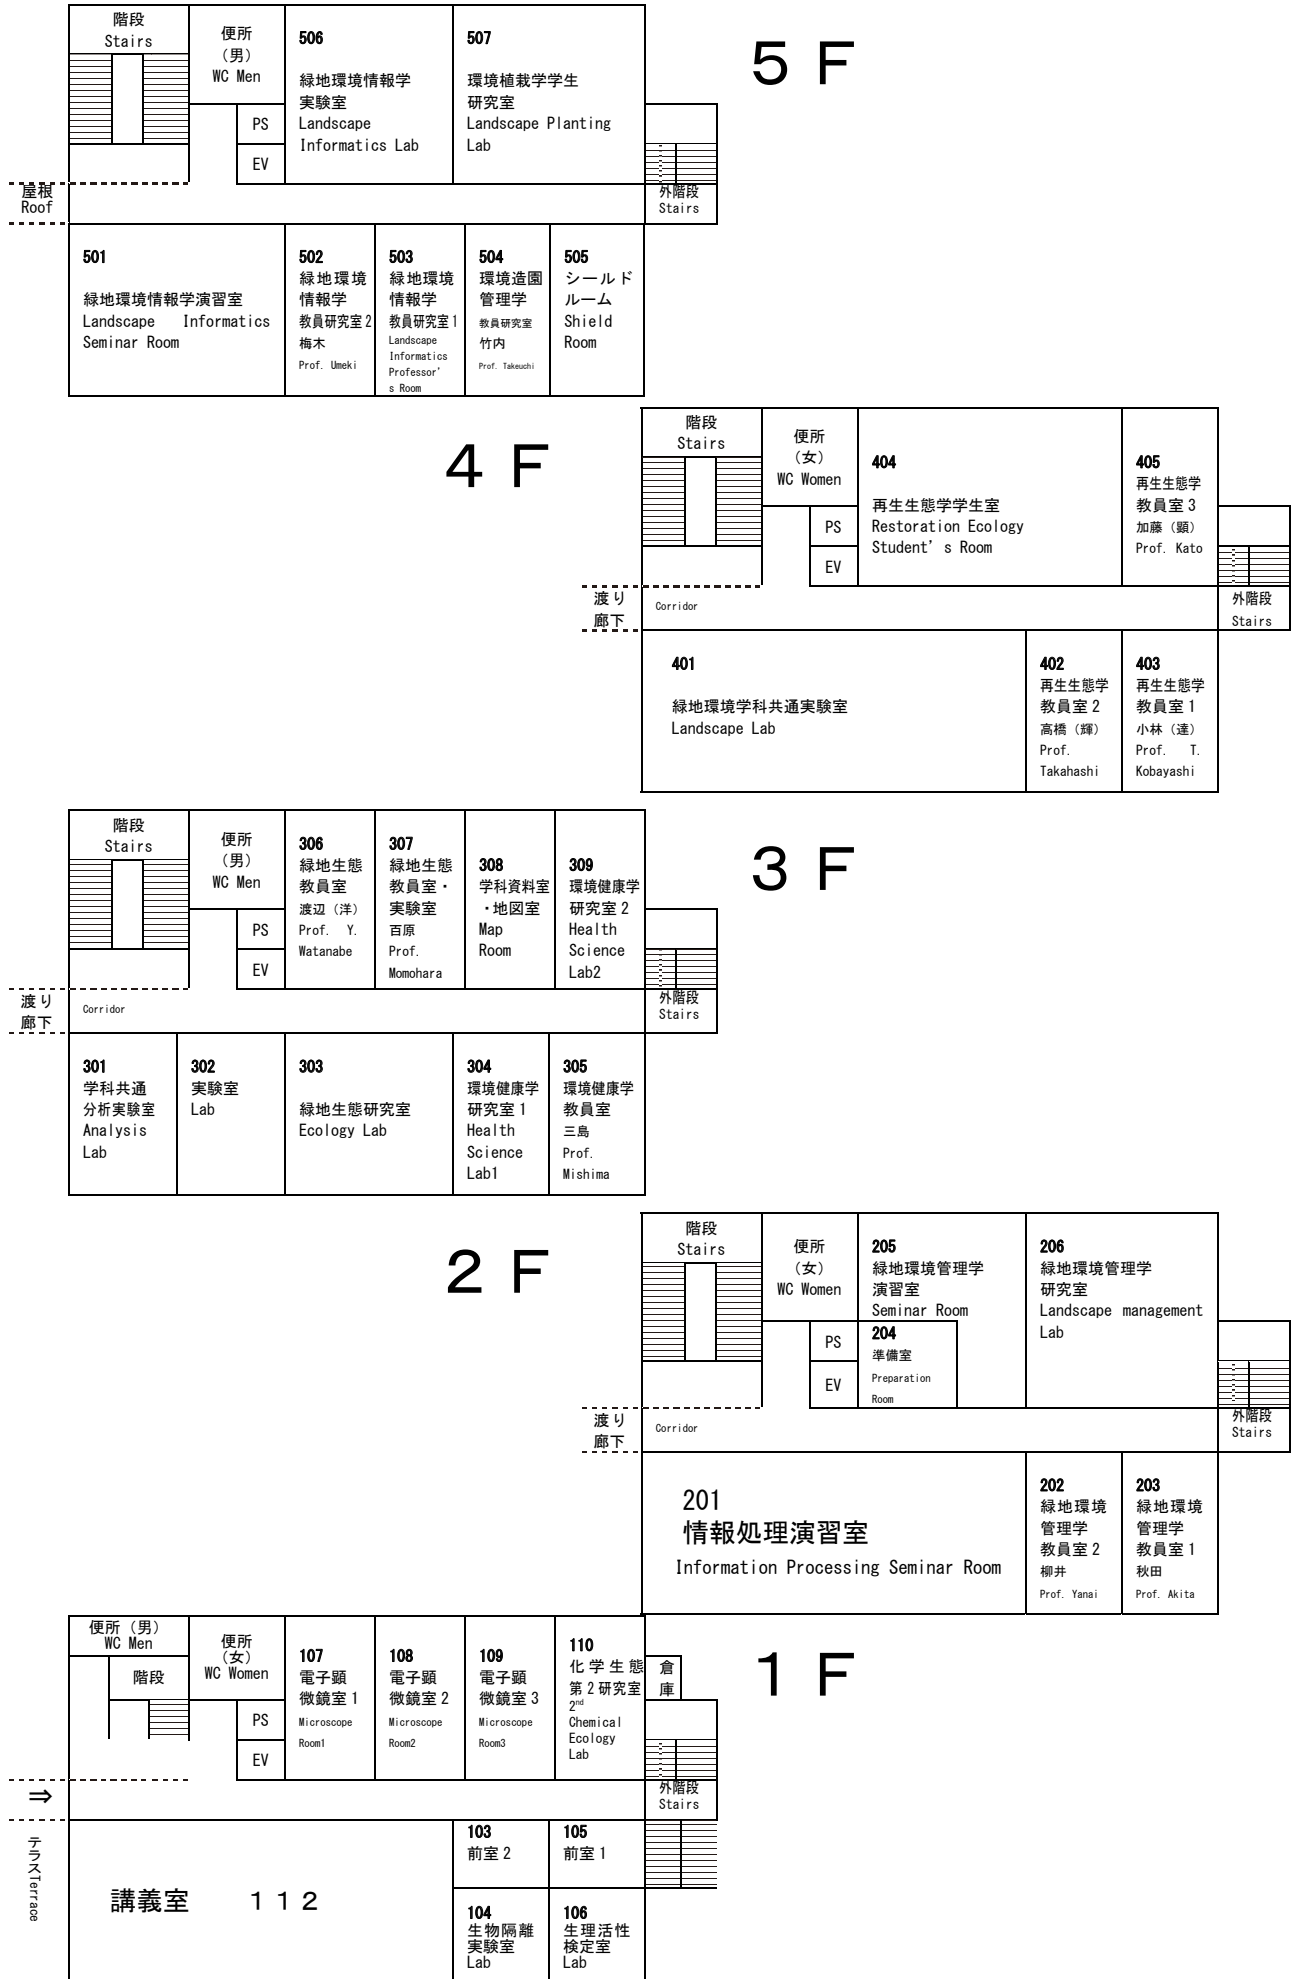 階段
Stairs
便所
（男）
WC Men
PS
EV
506
緑地環境情報学
実験室
Landscape
Informatics Lab
507
環境植栽学学生
研究室
Landscape Planting
Lab
５Ｆ
屋根
Roof
外階段
Stairs
501
緑地環境情報学演習室
Landscape Informatics
Seminar Room
502
緑地環境
情報学
教員研究室２
梅木
Prof. Umeki
503
緑地環境
情報学
教員研究室１
Landscape
Informatics
Professor'
s Room
504
環境造園
管理学
教員研究室
竹内
Prof. Takeuchi
505
シールド
ルーム
Shield
Room
４Ｆ
階段
Stairs
便所
（女）
WC Women
PS
EV
404
再生生態学学生室
Restoration Ecology
Student's Room
405
再生生態学
教員室３
加藤（顕）
Prof. Kato
渡り
廊下
Corridor
外階段
Stairs
401
緑地環境学科共通実験室
Landscape Lab
402
再生生態学
教員室２
高橋（輝）
Prof.
Takahashi
403
再生生態学
教員室１
小林（達）
Prof. T.
Kobayashi
階段
Stairs
便所
（男）
WC Men
PS
EV
306
緑地生態
教員室
渡辺（洋）
Prof. Y.
Watanabe
307
緑地生態
教員室・
実験室
百原
Prof.
Momohara
308
学科資料室
・地図室
Map
Room
309
環境健康学
研究室２
Health
Science
Lab2
３Ｆ
渡り
廊下
Corridor
外階段
Stairs
301
学科共通
分析実験室
Analysis
Lab
302
実験室
Lab
303
緑地生態研究室
Ecology Lab
304
環境健康学
研究室１
Health
Science
Lab1
305
環境健康学
教員室
三島
Prof.
Mishima
２Ｆ
階段
Stairs
便所
（女）
WC Women
PS
EV
205
緑地環境管理学
演習室
Seminar Room
204
準備室
Preparation
Room
206
緑地環境管理学
研究室
Landscape management
Lab
渡り
廊下
Corridor
外階段
Stairs
201
情報処理演習室
Information Processing Seminar Room
202
緑地環境
管理学
教員室２
柳井
Prof. Yanai
203
緑地環境
管理学
教員室１
秋田
Prof. Akita
便所（男）
WC Men
階段
便所
（女）
WC Women
PS
EV
107
電子顕
微鏡室１
Microscope
Room1
108
電子顕
微鏡室２
Microscope
Room2
109
電子顕
微鏡室３
Microscope
Room3
110
化学生態
第２研究室
2nd
Chemical
Ecology
Lab
倉
庫
１Ｆ
⇒
外階段
Stairs
テラスTerrace
講義室 １１２
103
前室２
105
前室１
104
生物隔離
実験室
Lab
106
生理活性
検定室
Lab